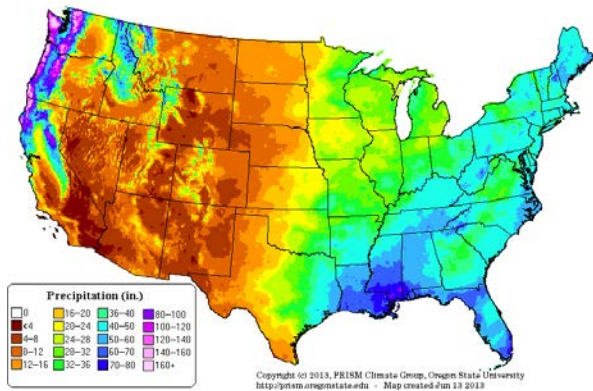 Precipitation (in.)
0 16-20 36-40 80-100
<4 20-24 40-50 100-120
4-8 24-28 50-60 120-140
8-12 28-32 60-70 140-160
12-16 32-36 70-80 160+
Copyright (c) 2013, PRISM Climate Group, Oregon State University
http://prism.oregonstate.edu - Map created Jun 13 2013